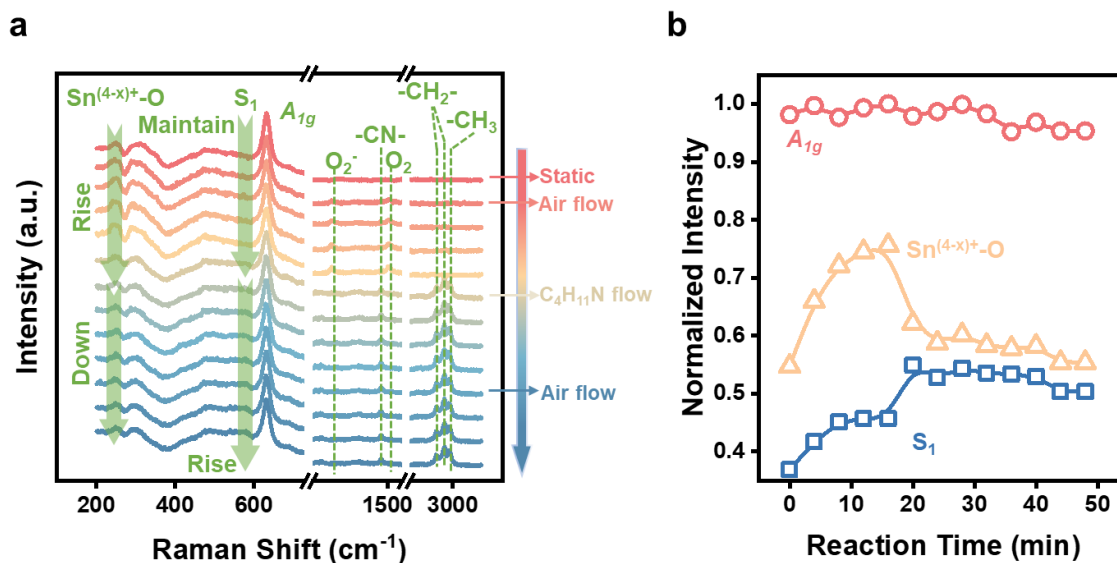 a
Sn(4-x)+-O
S1
Maintain
A1g
-CH2-
-CH3
-CN-
O2-
O2
Rise
Down
Rise
Static
Air flow
C4H11N flow
Air flow
Intensity (a.u.)
200 400 600 1500 3000
Raman Shift (cm-1)
b
1.0
0.9
0.8
0.7
0.6
0.5
0.4
A1g
Sn(4-x)+-O
S1
Normalized Intensity
0 10 20 30 40 50
Reaction Time (min)